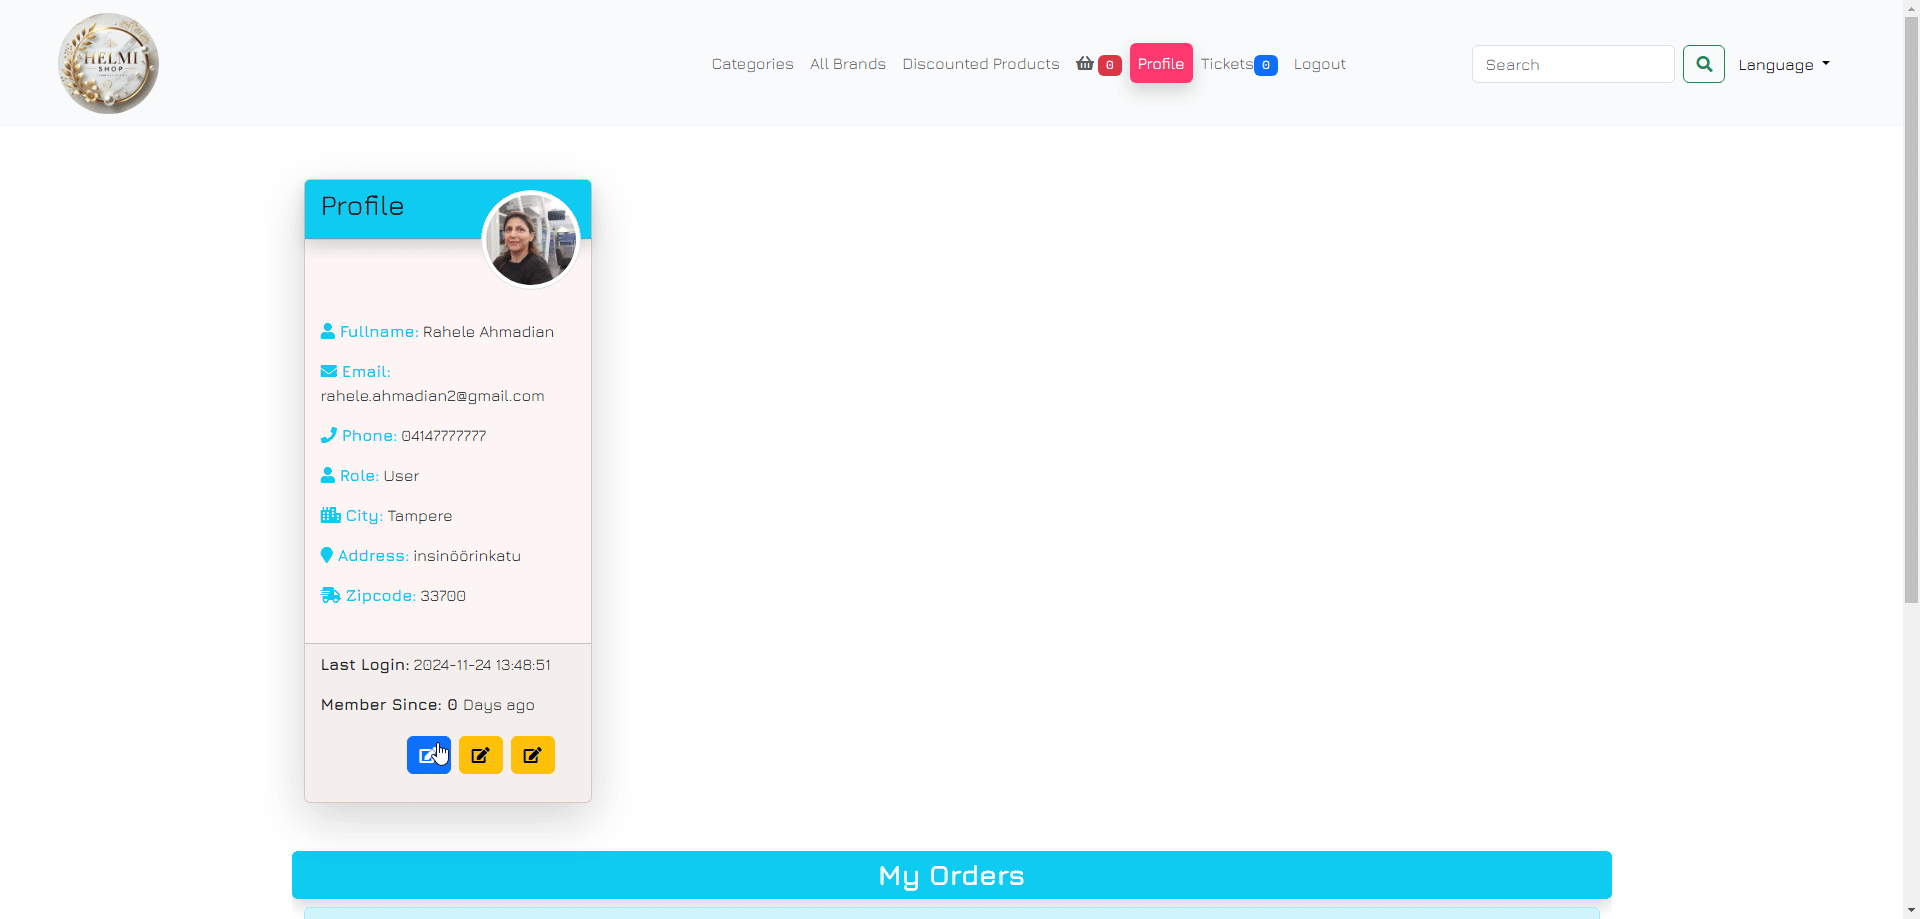 HELMI
SHOP
Categories All Brands Discounted Products 0 Profile Tickets 0 Logout Search Language
Profile
Fullname: Rahele Ahmadian
Email:
rahele.ahmadian2@gmail.com
Phone: 04147777777
Role: User
City: Tampere
Address: insinöörinkatu
Zipcode: 33700
Last Login: 2024-11-24 13:48:51
Member Since: 0 Days ago
My Orders